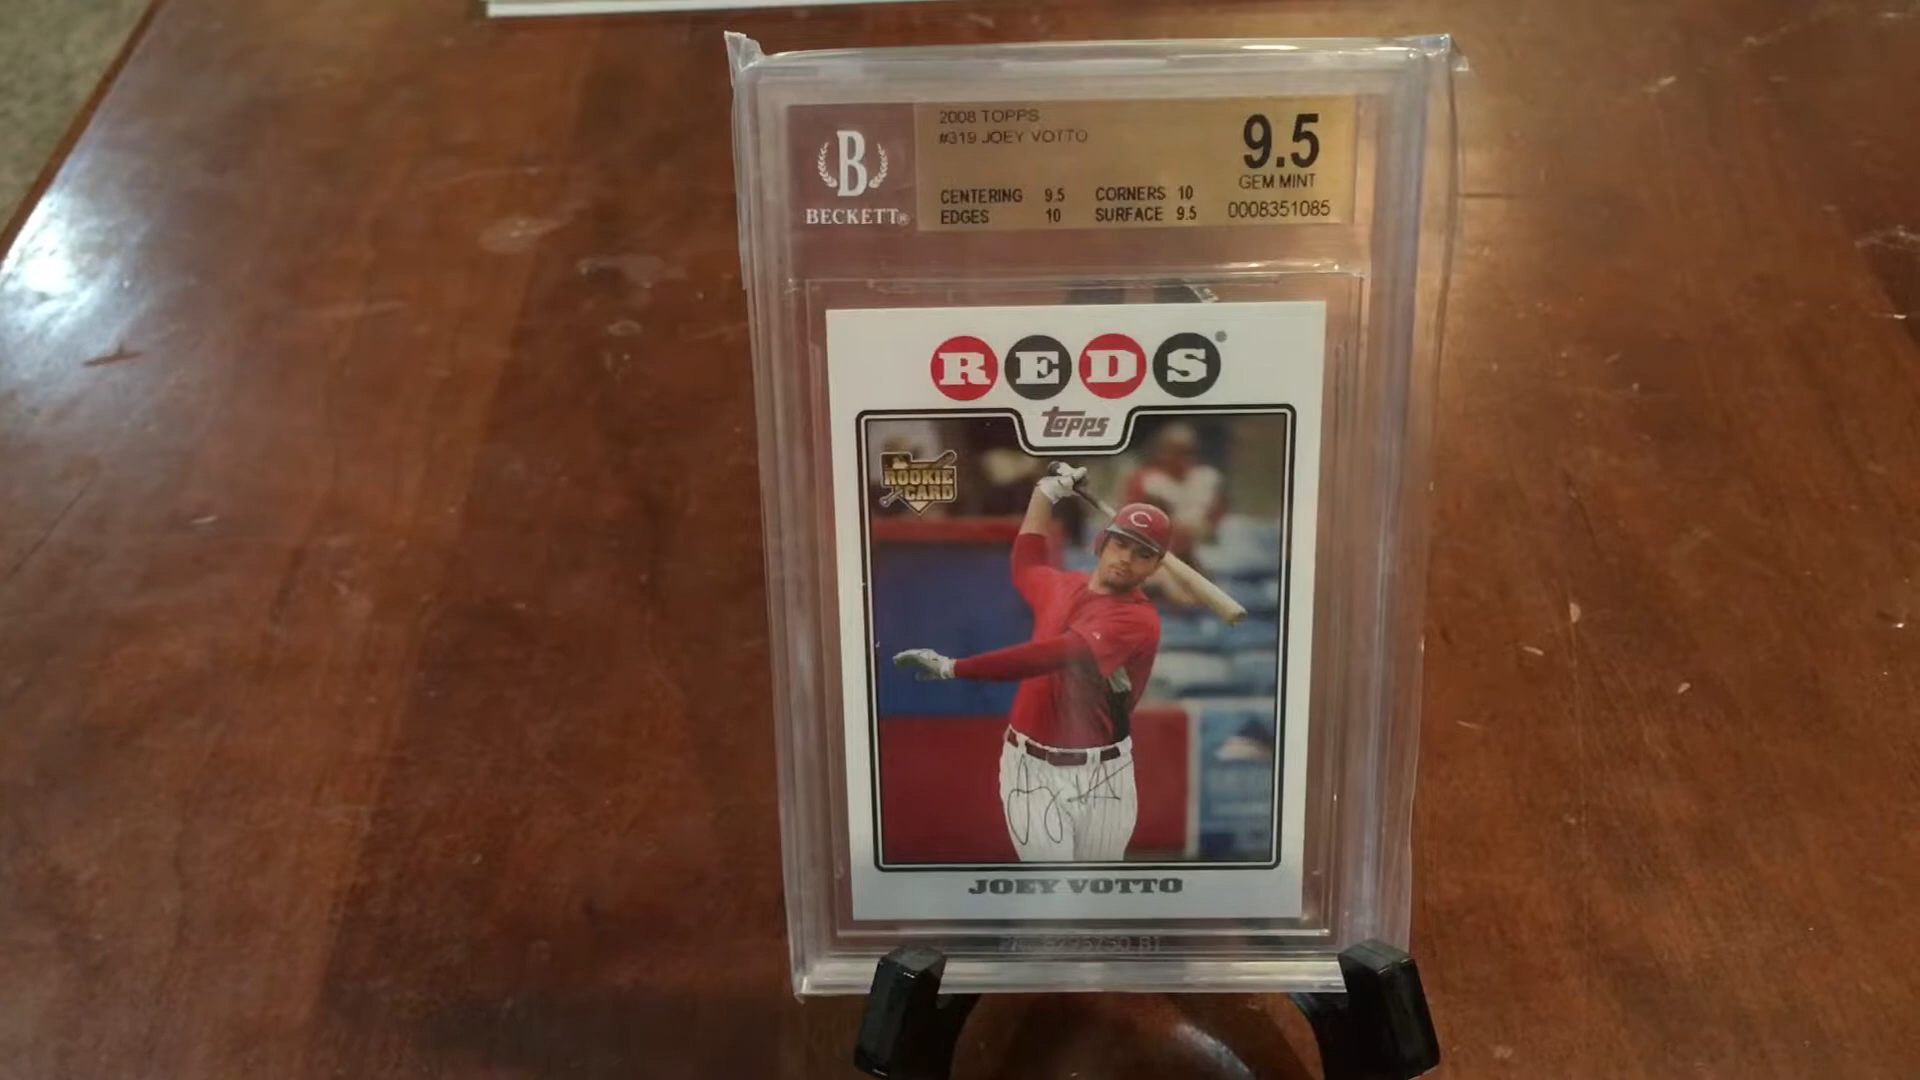 2008 TOPPS
#319 JOEY VOTTO
CENTERING 9.5 CORNERS 10
EDGES 10 SURFACE 9.5
9.5
GEM MINT
0008351085
B
BECKETT®
REDS
topps
ROOKIE
CARD
C
JOEY VOTTO